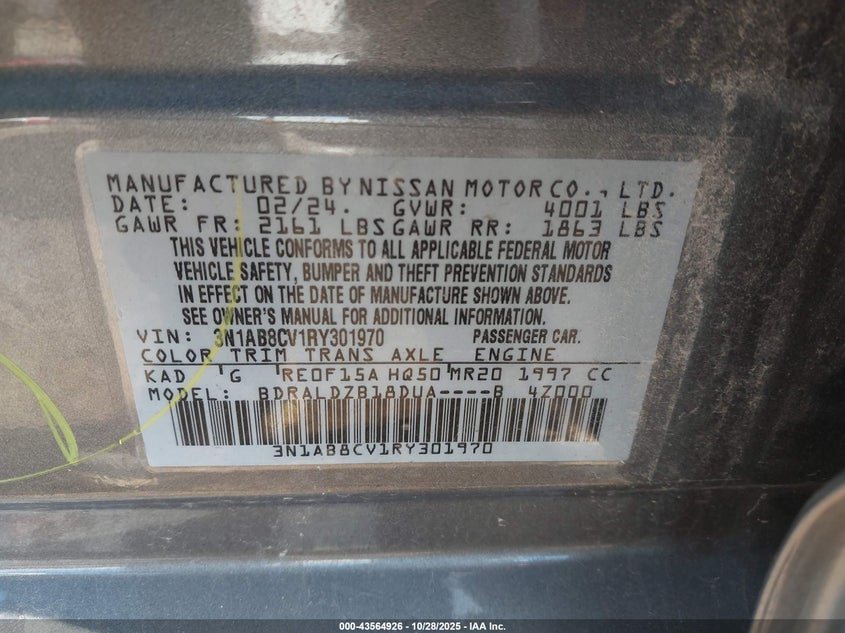 MANUFACTURED BY NISSAN MOTOR CO., LTD.
DATE: 02/24. GVWR: 4001 LBS
GAWR FR: 2161 LBS GAWR RR: 1863 LBS
THIS VEHICLE CONFORMS TO ALL APPLICABLE FEDERAL MOTOR
VEHICLE SAFETY, BUMPER AND THEFT PREVENTION STANDARDS
IN EFFECT ON THE DATE OF MANUFACTURE SHOWN ABOVE.
SEE OWNER'S MANUAL FOR ADDITIONAL INFORMATION.
VIN: 3N1AB8CV1RY301970 PASSENGER CAR.
COLOR TRIM TRANS AXLE ENGINE
KAD G RE0F15A HQ50 MR20 1997 CC
MODEL: BDRALDZB18DUA----B 4Z000
3N1AB8CV1RY301970
000-43564926 | 10/28/2025 | IAA Inc.